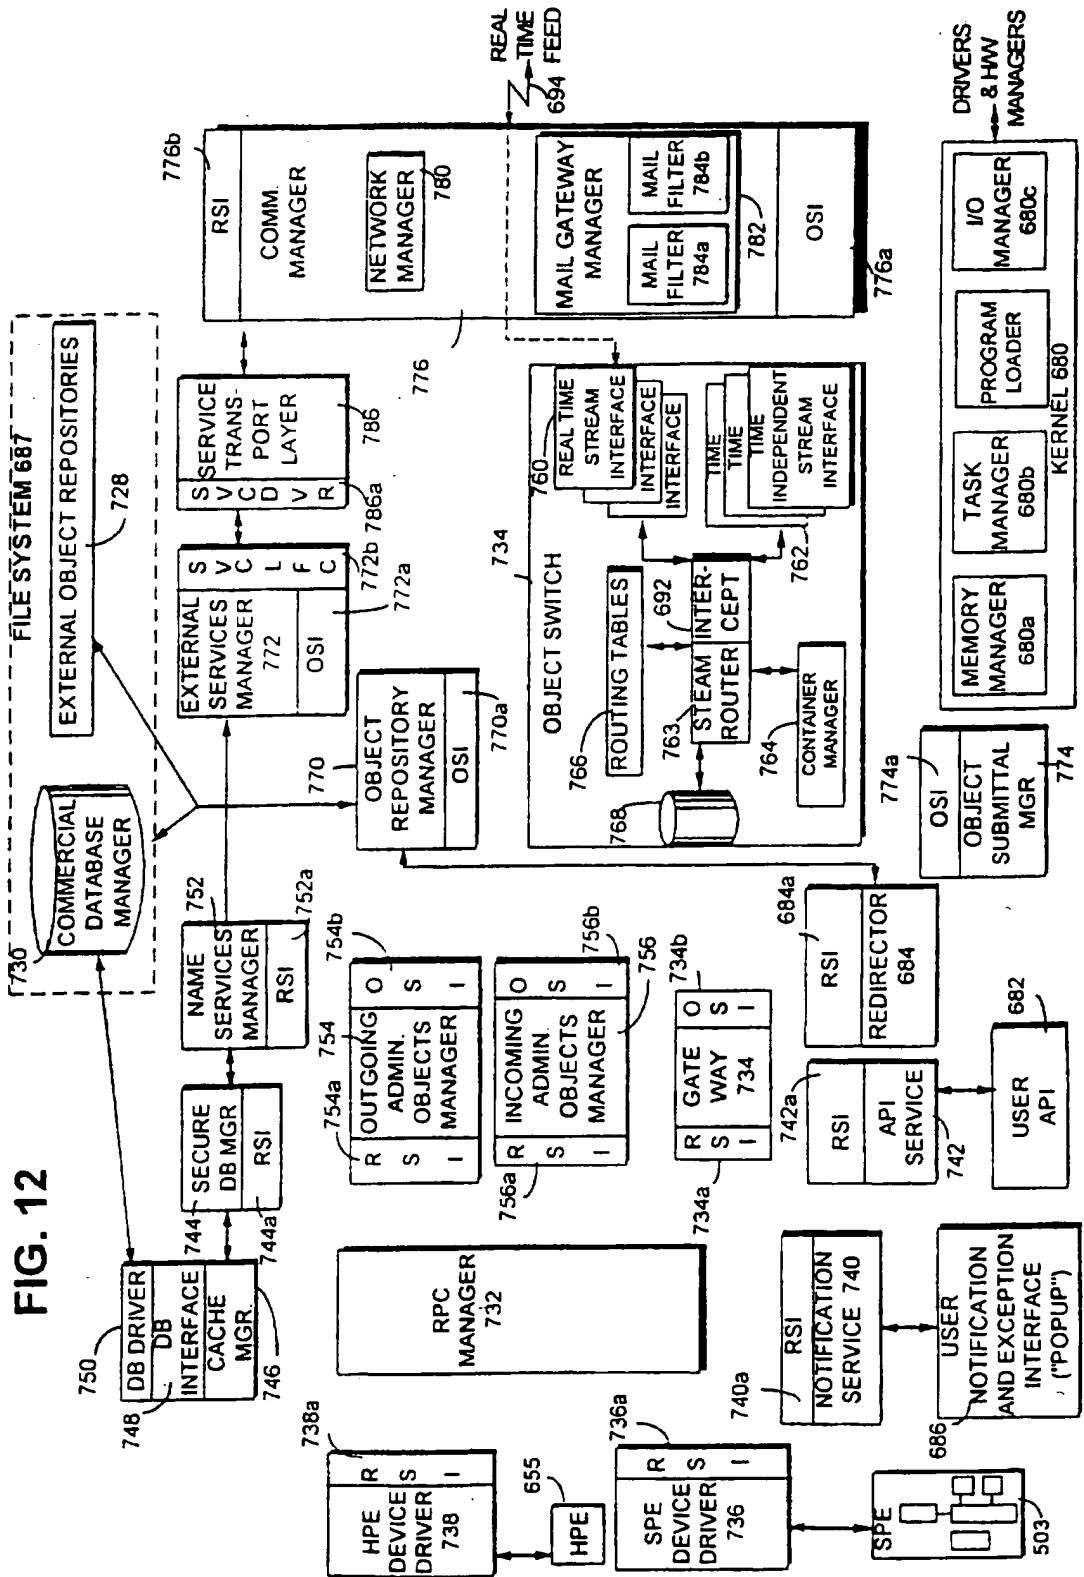 FIG. 12
FILE SYSTEM 687
EXTERNAL OBJECT REPOSITORIES
728
730
COMMERCIAL
DATABASE
MANAGER
750
DB DRIVER
DB
INTERFACE
CACHE
MGR.
748
746
744
SECURE
DB MGR
RSI
744a
NAME
SERVICES
MANAGER
RSI
752
752a
EXTERNAL
SERVICES
MANAGER
772
OSI
S
V
C
L
F
C
772b
772a
S
V
C
D
V
R
SERVICE
TRANS-
PORT
LAYER
786
786a
776b
RSI
COMM.
MANAGER
NETWORK
MANAGER
780
MAIL GATEWAY
MANAGER
MAIL
FILTER
784a
MAIL
FILTER
784b
782
OSI
776a
776
REAL
TIME
FEED
694
738a
HPE
DEVICE
DRIVER
738
R
S
I
655
HPE
736a
SPE
DEVICE
DRIVER
736
R
S
I
SPE
503
RPC
MANAGER
732
754a
754
754b
R
S
I
OUTGOING
ADMIN.
OBJECTS
MANAGER
O
S
I
756a
756b
756
R
S
I
INCOMING
ADMIN.
OBJECTS
MANAGER
O
S
I
734a
734b
R
S
I
GATE
WAY
734
O
S
I
770
OBJECT
REPOSITORY
MANAGER
OSI
770a
734
OBJECT SWITCH
766
ROUTING TABLES
763
692
STEAM
ROUTER
INTER-
CEPT
768
764
CONTAINER
MANAGER
760
REAL TIME
STREAM
INTERFACE
INTERFACE
INTERFACE
762
TIME
TIME
TIME
INDEPENDENT
STREAM
INTERFACE
740a
RSI
NOTIFICATION
SERVICE 740
686
USER
NOTIFICATION
AND EXCEPTION
INTERFACE
("POPUP")
742a
RSI
API
SERVICE
742
USER
API
682
684a
RSI
REDIRECTOR
684
774a
OSI
OBJECT
SUBMITTAL
MGR
774
MEMORY
MANAGER
680a
TASK
MANAGER
680b
PROGRAM
LOADER
I/O
MANAGER
680c
KERNEL 680
DRIVERS
& H/W
MANAGERS